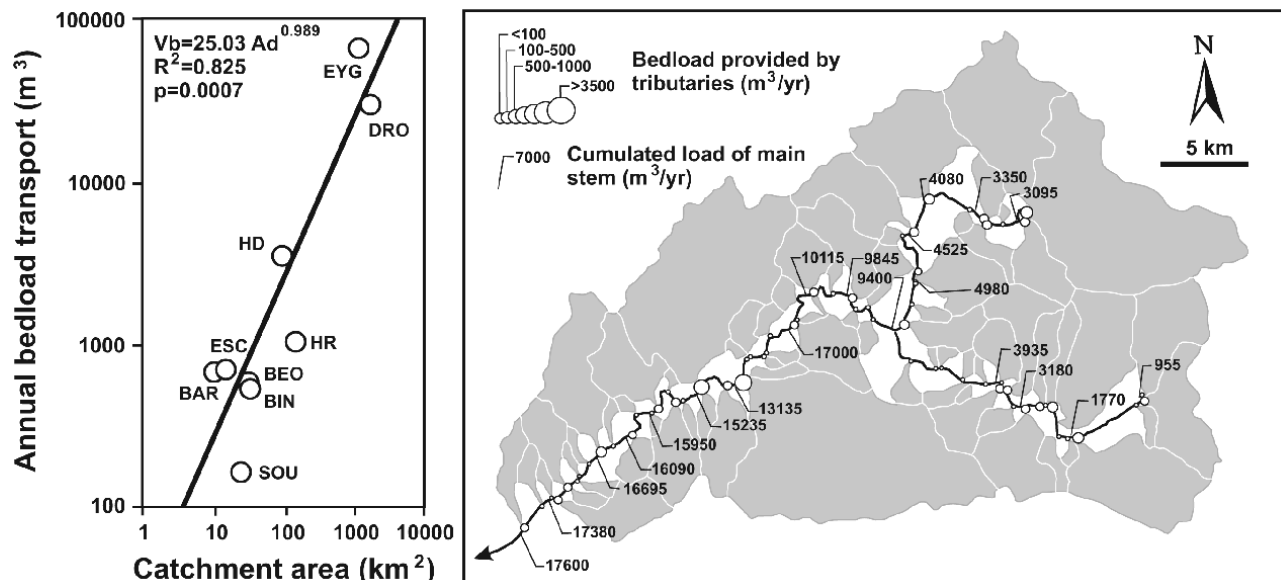 Annual bedload transport (m³)
100000
10000
1000
100
Vb=25.03 Ad^0.989
R²=0.825
p=0.0007
EYG
DRO
HD
HR
ESC
BAR
BEO
BIN
SOU
1
10
100
1000
10000
Catchment area (km²)
<100
100-500
500-1000
>3500
Bedload provided by
tributaries (m³/yr)
7000
Cumulated load of main
stem (m³/yr)
N
5 km
4080
3350
3095
4525
10115
9845
9400
4980
17000
3935
3180
955
1770
13135
15235
15950
16090
16695
17380
17600